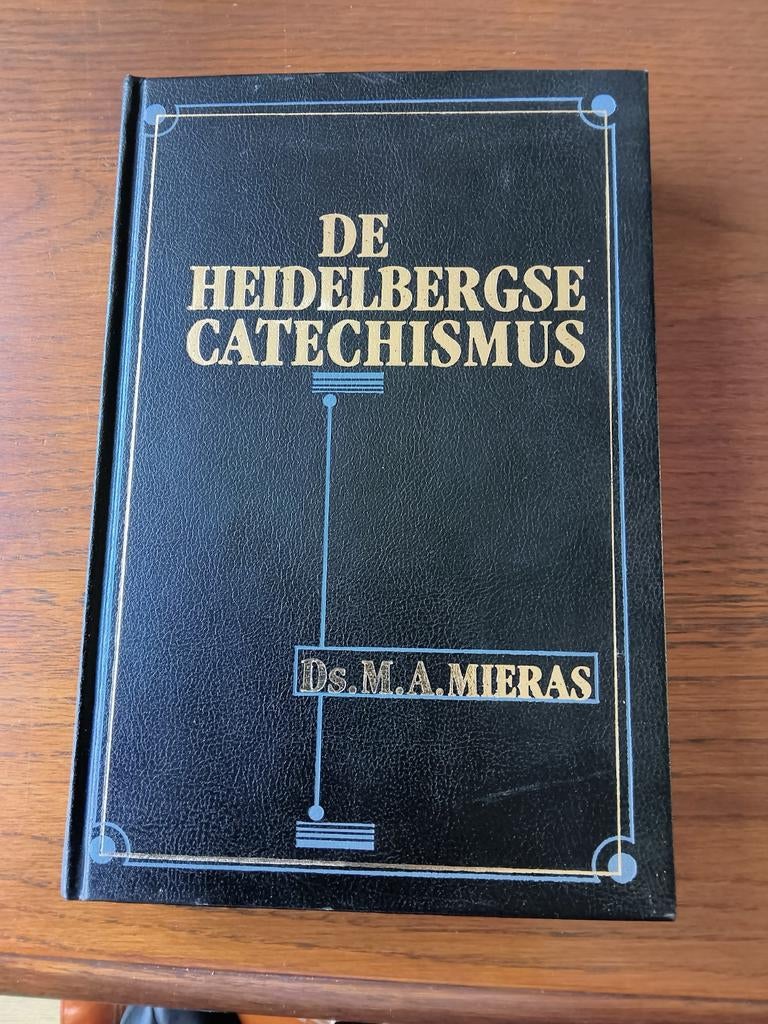 DE
HEIDELBERGSE
CATECHISMUS
Ds. M. A. MIERAS